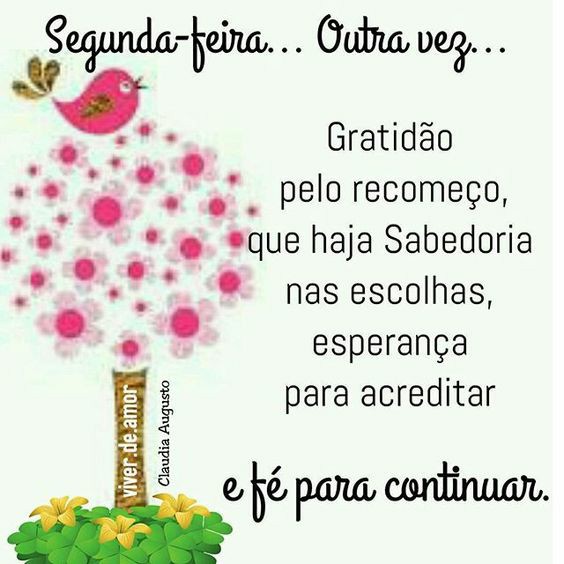 Segunda-feira... Outra vez...
Gratidão
pelo recomeço,
que haja Sabedoria
nas escolhas,
esperança
para acreditar
e fé para continuar.
viver.de.amor
Claudia Augusto